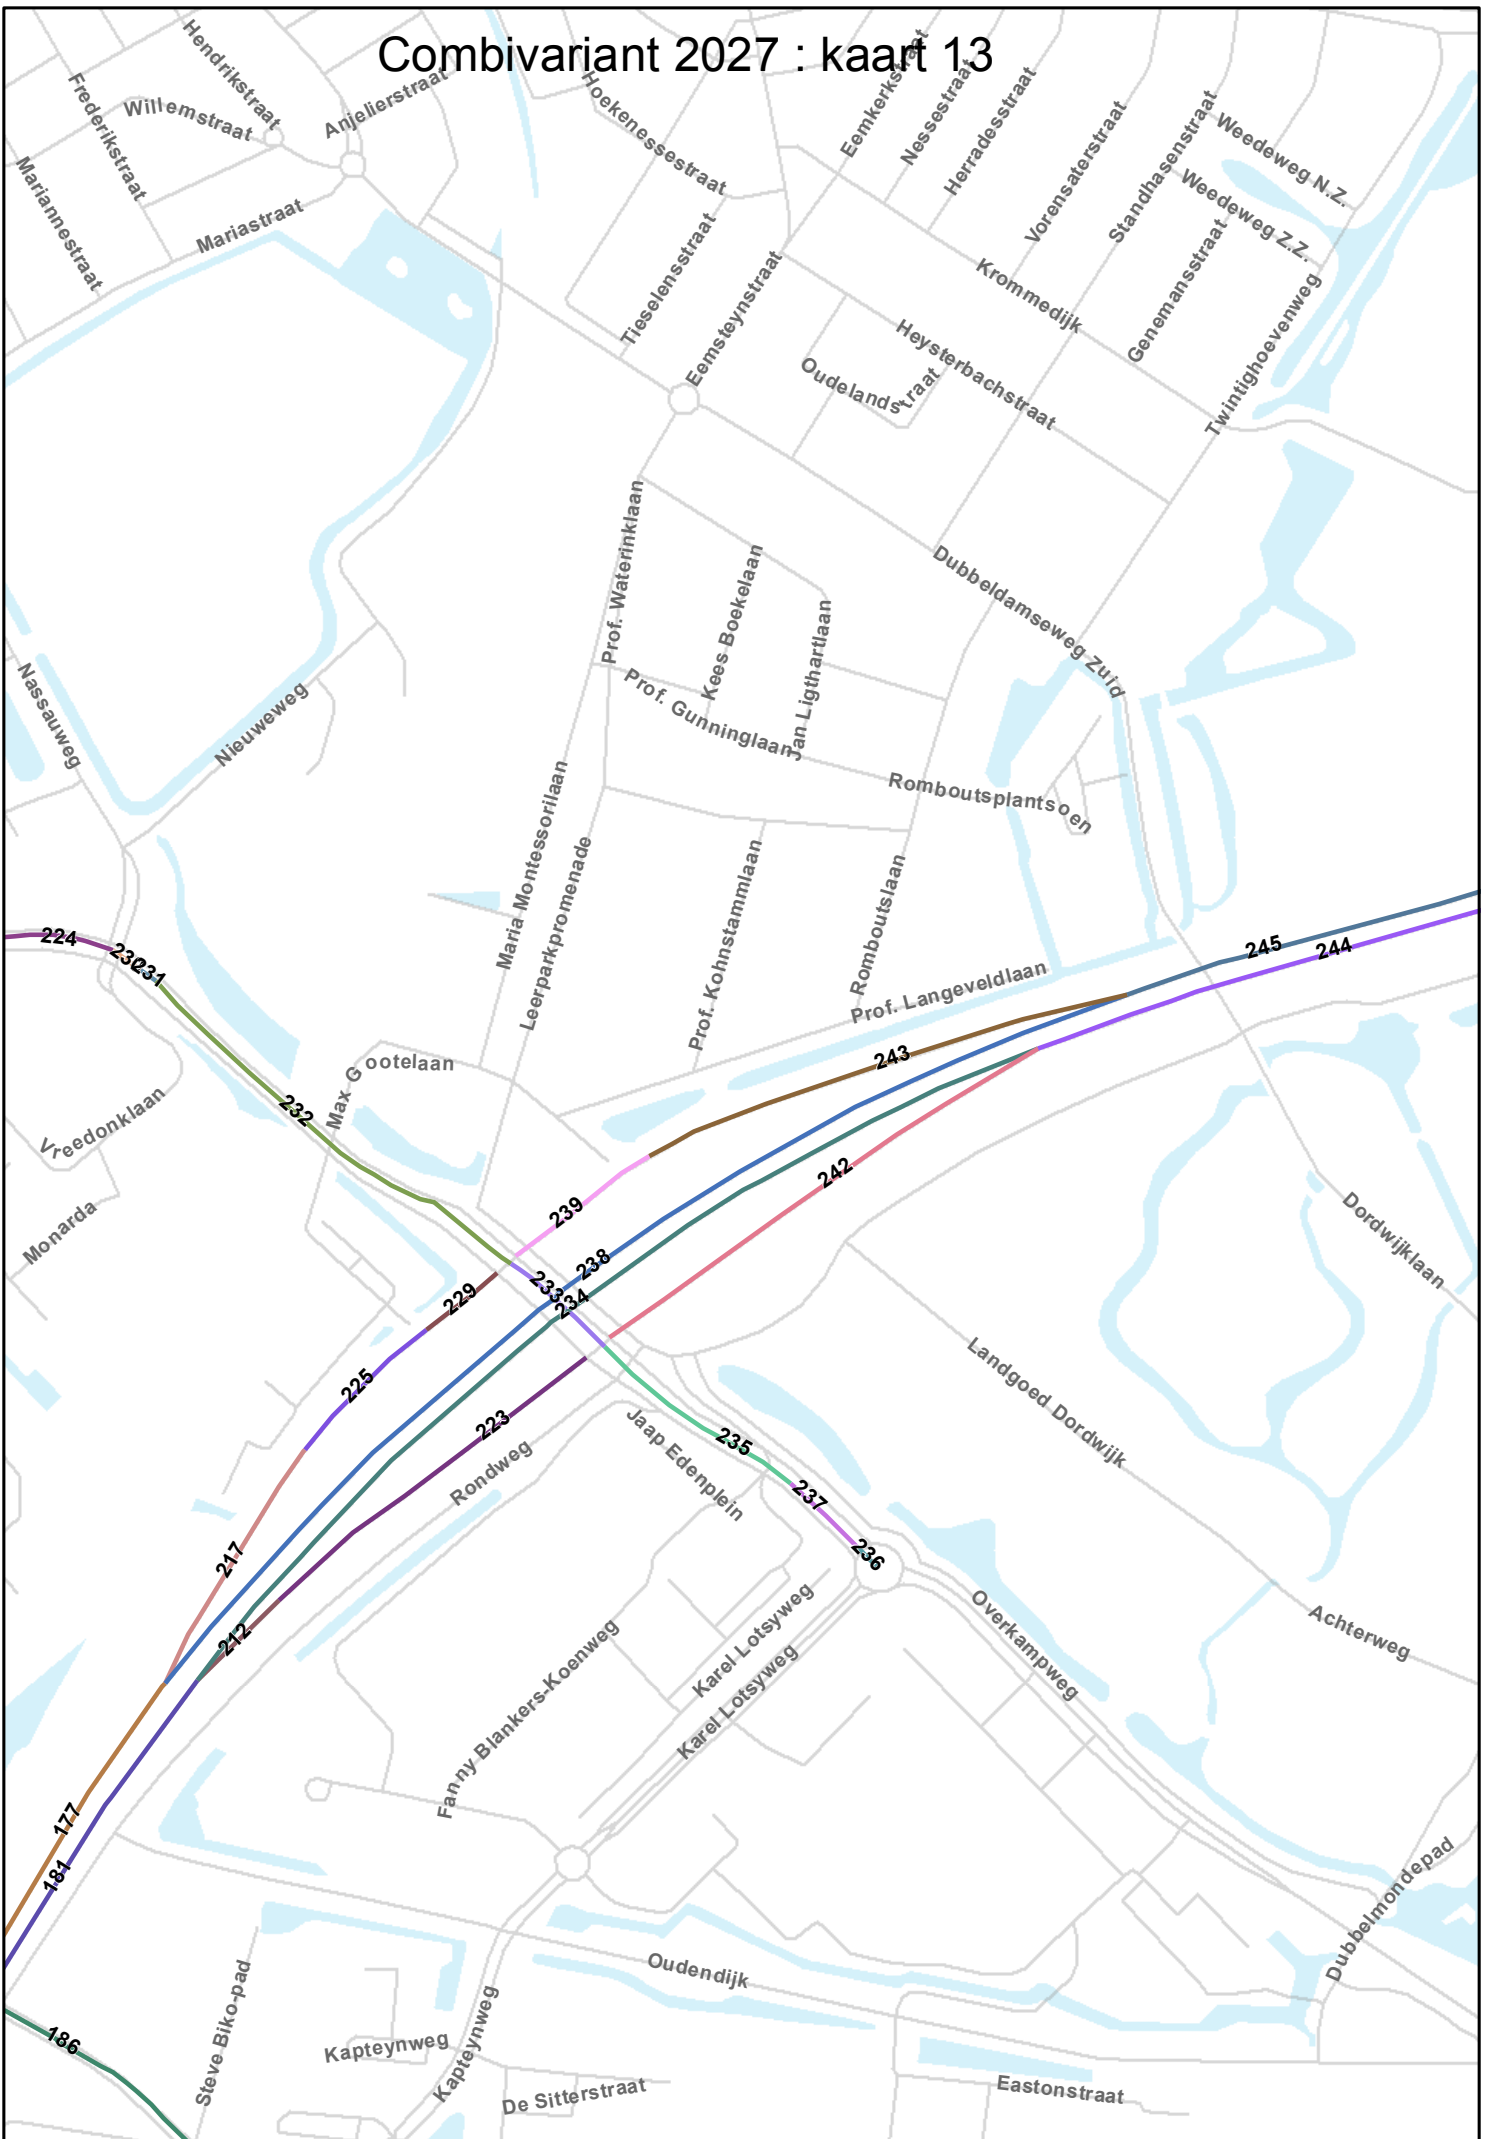 Combivariant 2027 : kaart 13
Hendrikstraat
Frederikstraat
Willemstraat
Anjelierstraat
Mariannestraat
Mariastraat
Hoekenessestraat
Eemkerkstraat
Nessestraat
Herradesstraat
Vorensaterstraat
Standhasenstraat
Weedeweg N.Z.
Weedeweg Z.Z.
Genemansstraat
Twintighoevenweg
Tieselensstraat
Eemsteynstraat
Krommedijk
Heysterbachstraat
Oudelandstraat
Prof. Waterinklaan
Kees Boekelaan
Jan Ligthartlaan
Prof. Gunninglaan
Dubbeldamseweg Zuid
Romboutsplantsoen
Nassauweg
Nieuweweg
Maria Montessorilaan
Leerparkpromenade
Prof. Kohnstammlaan
Romboutslaan
Prof. Langeveldlaan
224
230
231
245
244
243
Max Gootelaan
232
Vreedonklaan
Monarda
242
239
238
233
234
229
225
223
Dordwijklaan
Landgoed Dordwijk
Rondweg
Jaap Edenplein
235
237
236
217
212
Achterweg
Overkampweg
Karel Lotsyweg
Karel Lotsyweg
Fanny Blankers-Koenweg
177
181
Dubbelmondepad
Oudendijk
Steve Biko-pad
186
Kapteynweg
Kapteynweg
De Sitterstraat
Eastonstraat